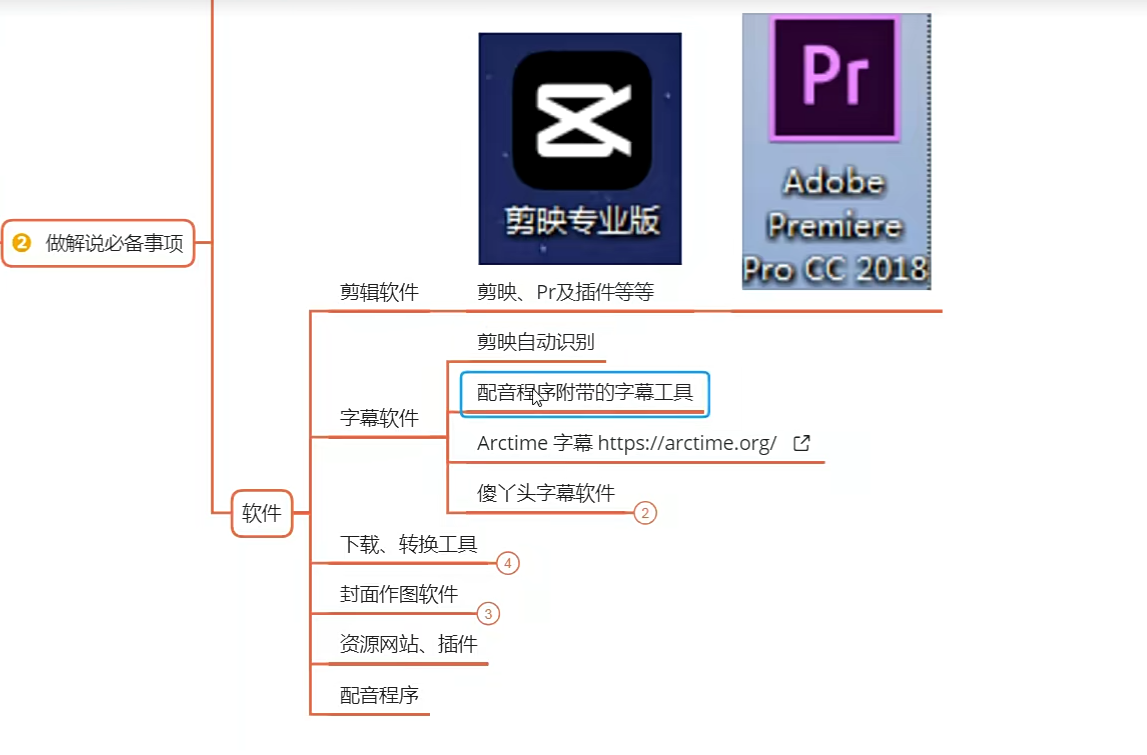 Pr
Adobe
Premiere
Pro CC 2018
剪映专业版
2 做解说必备事项
剪辑软件
剪映、Pr及插件等等
剪映自动识别
配音程序附带的字幕工具
字幕软件
Arctime 字幕 https://arctime.org/
傻丫头字幕软件
2
软件
下载、转换工具
4
封面作图软件
3
资源网站、插件
配音程序